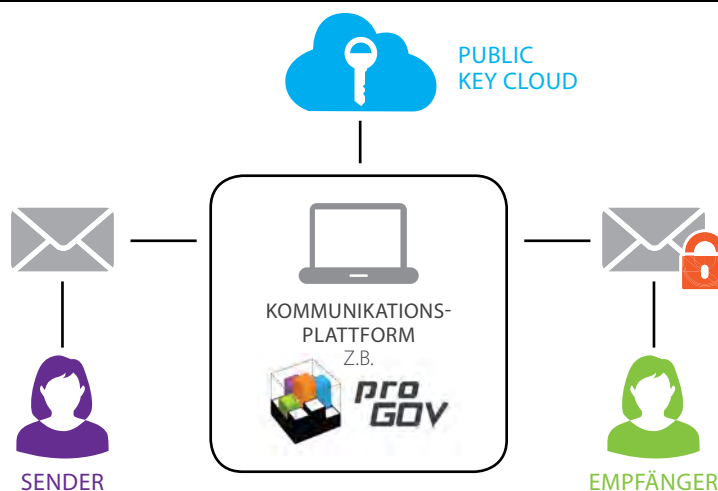 PUBLIC
KEY CLOUD
KOMMUNIKATIONS-
PLATTFORM
Z.B.
pro
GOV
SENDER
EMPFÄNGER